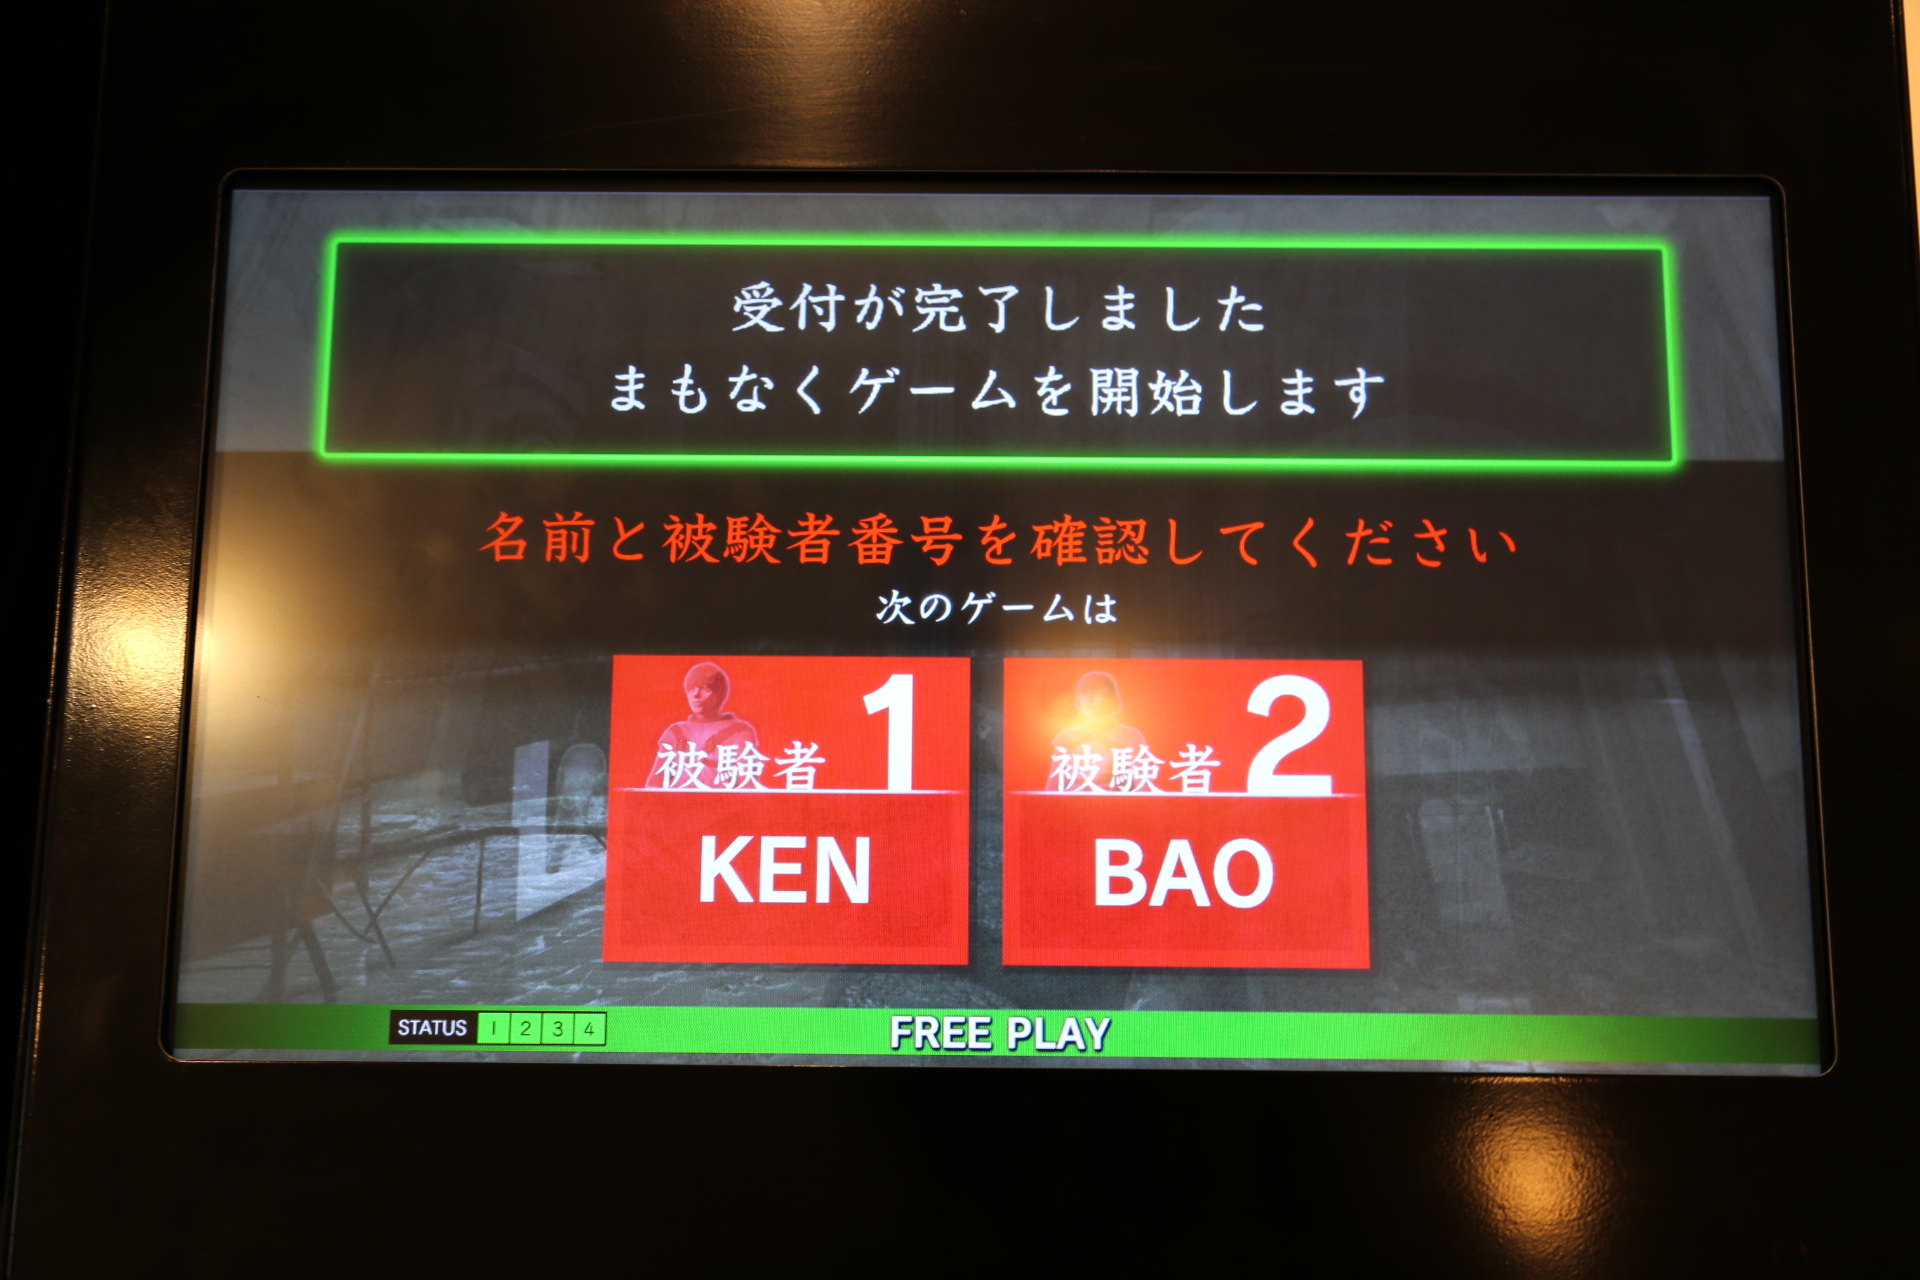 受付が完了しました
まもなくゲームを開始します
名前と被験者番号を確認してください
次のゲームは
被験者 1
KEN
被験者 2
BAO
STATUS 1 2 3 4
FREE PLAY